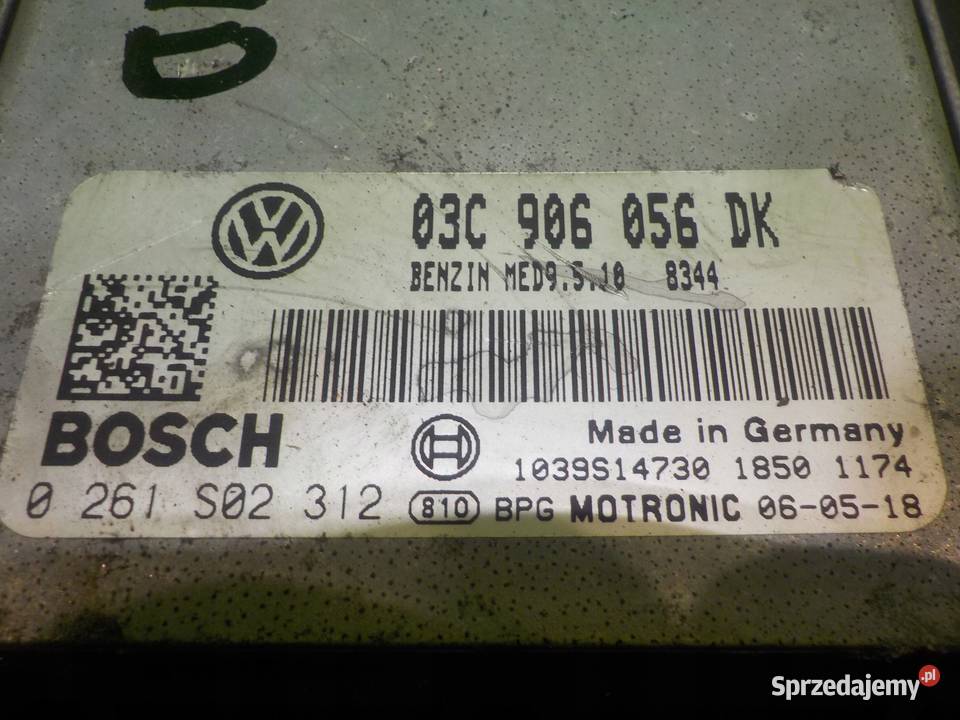 03C 906 056 DK
BENZIN MED9.5.10 8344
BOSCH
Made in Germany
1039S14730 1850 1174
0 261 S02 312 810 BPG MOTRONIC 06-05-18
Sprzedajemy.pl